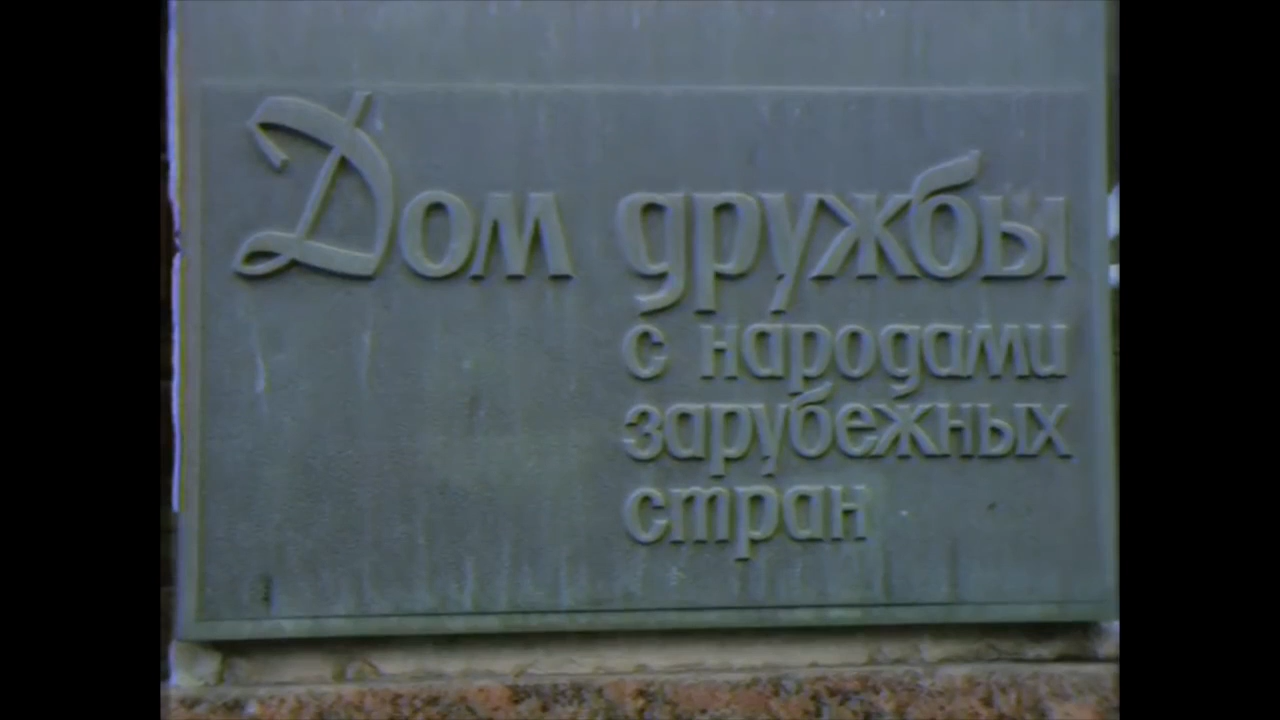 Дом дружбы
с народами
зарубежных
стран